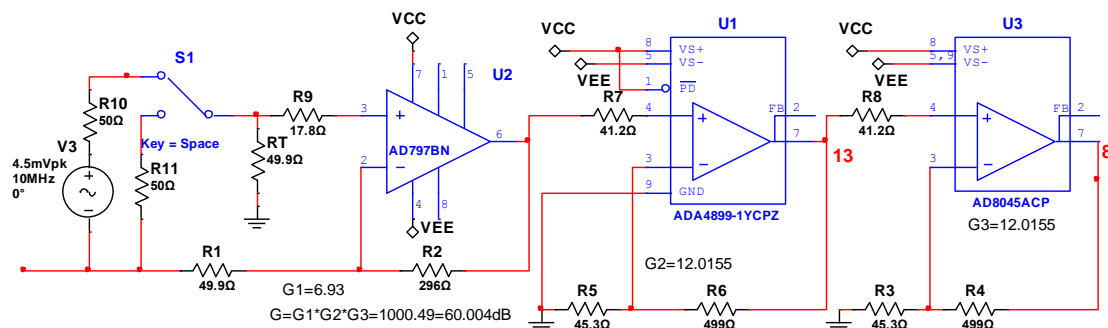 VCC
U1
U3
S1
VCC
VCC
8
VS+
5
VS-
8
VS+
5,9
VS-
VEE
VEE
U2
7
1
5
1
PD
R10
50Ω
R9
17.8Ω
3
R7
41.2Ω
4
FB
2
7
R8
41.2Ω
4
FB
2
7
Key = Space
6
13
8
V3
4.5mVpk
10MHz
0°
R11
50Ω
RT
49.9Ω
AD797BN
2
3
9
GND
3
4
8
VEE
ADA4899-1YCPZ
AD8045ACP
G3=12.0155
R1
49.9Ω
R2
296Ω
G2=12.0155
G1=6.93
G=G1*G2*G3=1000.49=60.004dB
R5
45.3Ω
R6
499Ω
R3
45.3Ω
R4
499Ω